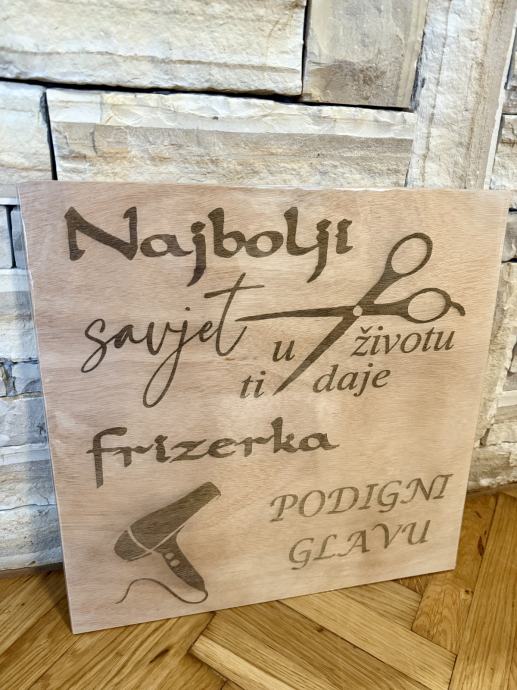 Najbolji
savjet u životu
ti daje
frizerka
PODIGNI
GLAVU